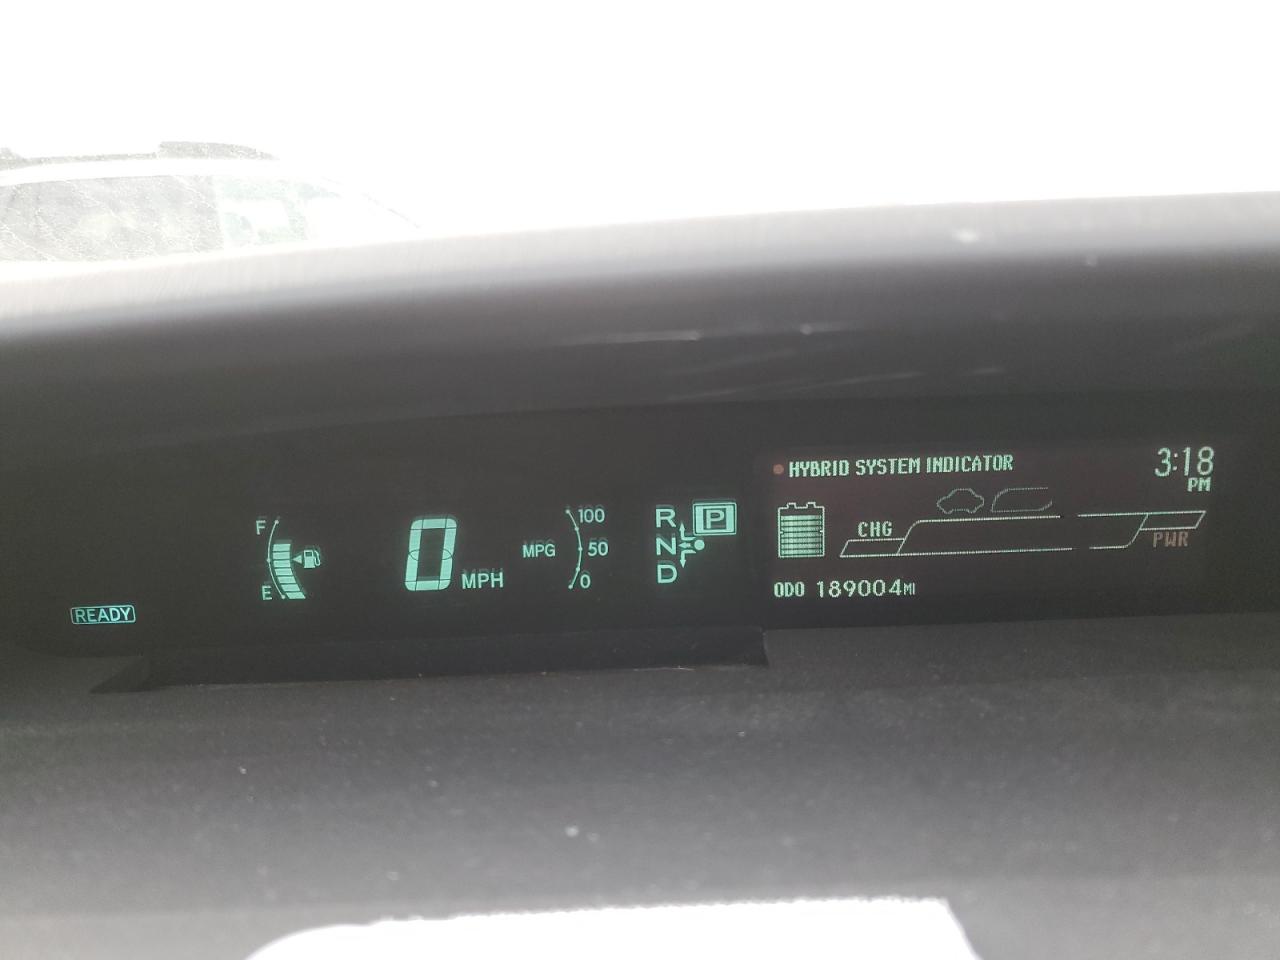 HYBRID SYSTEM INDICATOR
3:18
PM
F
E
0
MPH
MPG
100
50
0
R
N
D
P
CHG
PWR
ODO 189004MI
READY